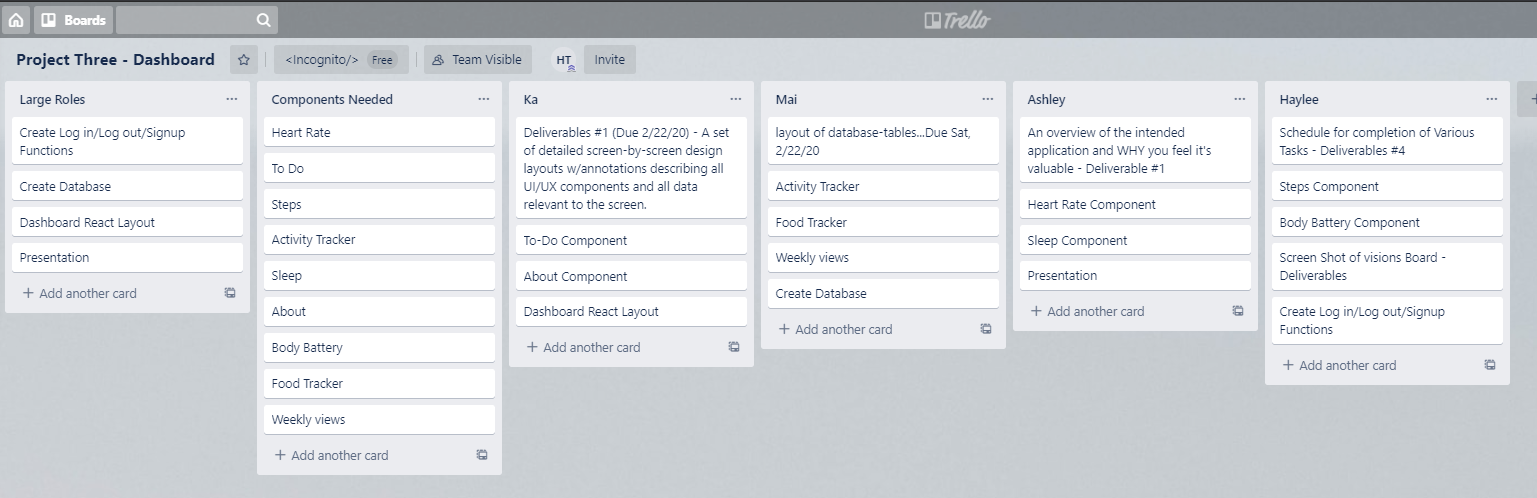 Boards
Trello
Project Three - Dashboard
<Incognito/> Free
Team Visible
HT
Invite
Large Roles
Create Log in/Log out/Signup
Functions
Create Database
Dashboard React Layout
Presentation
+ Add another card
Components Needed
Heart Rate
To Do
Steps
Activity Tracker
Sleep
About
Body Battery
Food Tracker
Weekly views
+ Add another card
Ka
Deliverables #1 (Due 2/22/20) - A set
of detailed screen-by-screen design
layouts w/annotations describing all
UI/UX components and all data
relevant to the screen.
To-Do Component
About Component
Dashboard React Layout
+ Add another card
Mai
layout of database-tables...Due Sat,
2/22/20
Activity Tracker
Food Tracker
Weekly views
Create Database
+ Add another card
Ashley
An overview of the intended
application and WHY you feel it's
valuable - Deliverable #1
Heart Rate Component
Sleep Component
Presentation
+ Add another card
Haylee
Schedule for completion of Various
Tasks - Deliverables #4
Steps Component
Body Battery Component
Screen Shot of visions Board -
Deliverables
Create Log in/Log out/Signup
Functions
+ Add another card